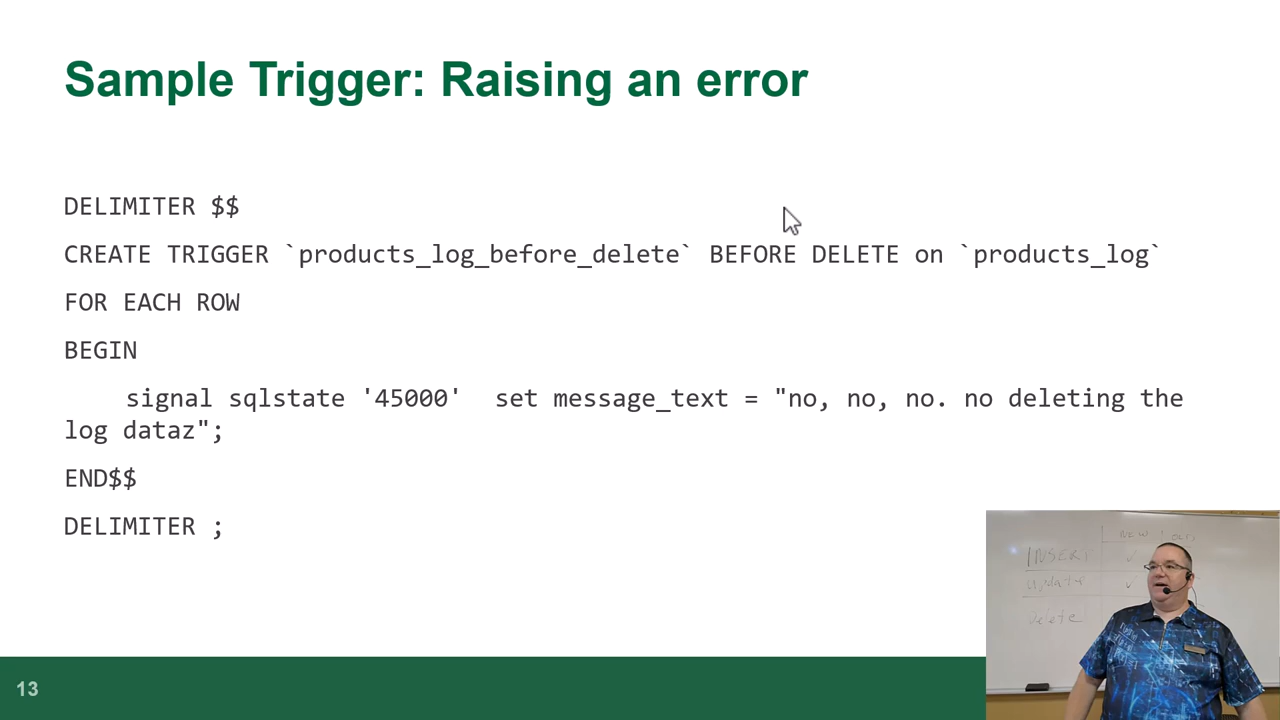 Sample Trigger: Raising an error
DELIMITER $$
CREATE TRIGGER `products_log_before_delete` BEFORE DELETE on `products_log`
FOR EACH ROW
BEGIN
signal sqlstate '45000'  set message_text = "no, no, no. no deleting the
log dataz";
END$$
DELIMITER ;
New
INSERT ✓
Update ✓
Delete
13